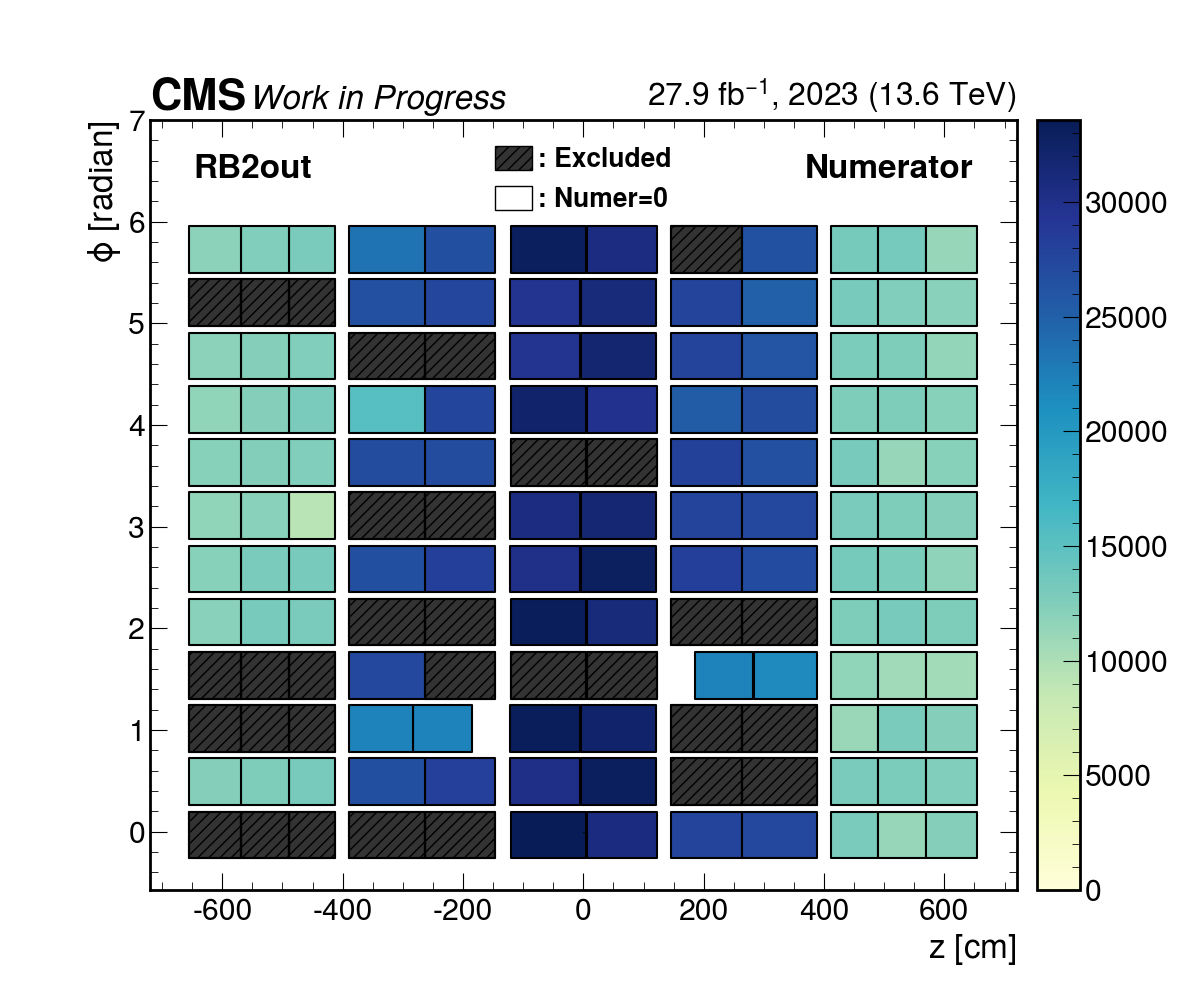 CMS Work in Progress 27.9 fb⁻¹, 2023 (13.6 TeV)
RB2out : Excluded Numerator
: Numer=0
ϕ [radian]
7
6
5
4
3
2
1
0
-600 -400 -200 0 200 400 600
z [cm]
30000
25000
20000
15000
10000
5000
0